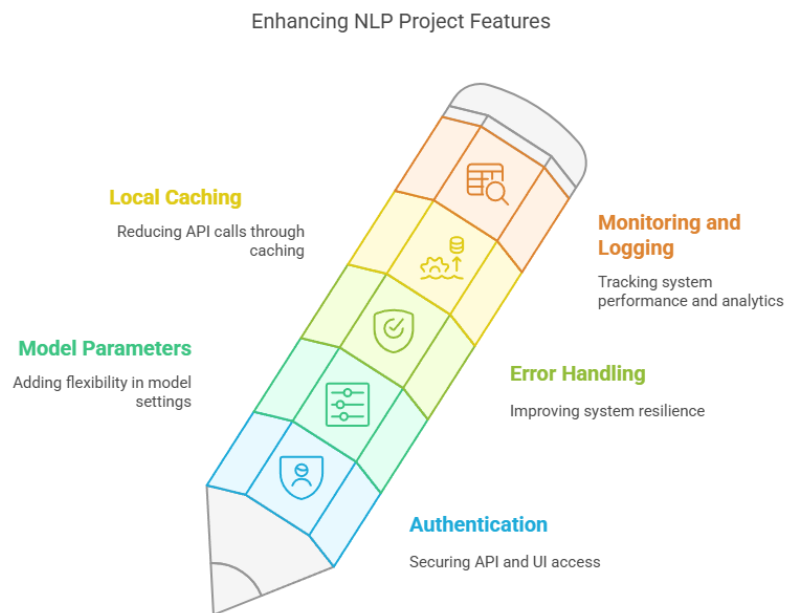 Enhancing NLP Project Features
Local Caching
Reducing API calls through
caching
Monitoring and
Logging
Tracking system
performance and analytics
Model Parameters
Adding flexibility in model
settings
Error Handling
Improving system resilience
Authentication
Securing API and UI access